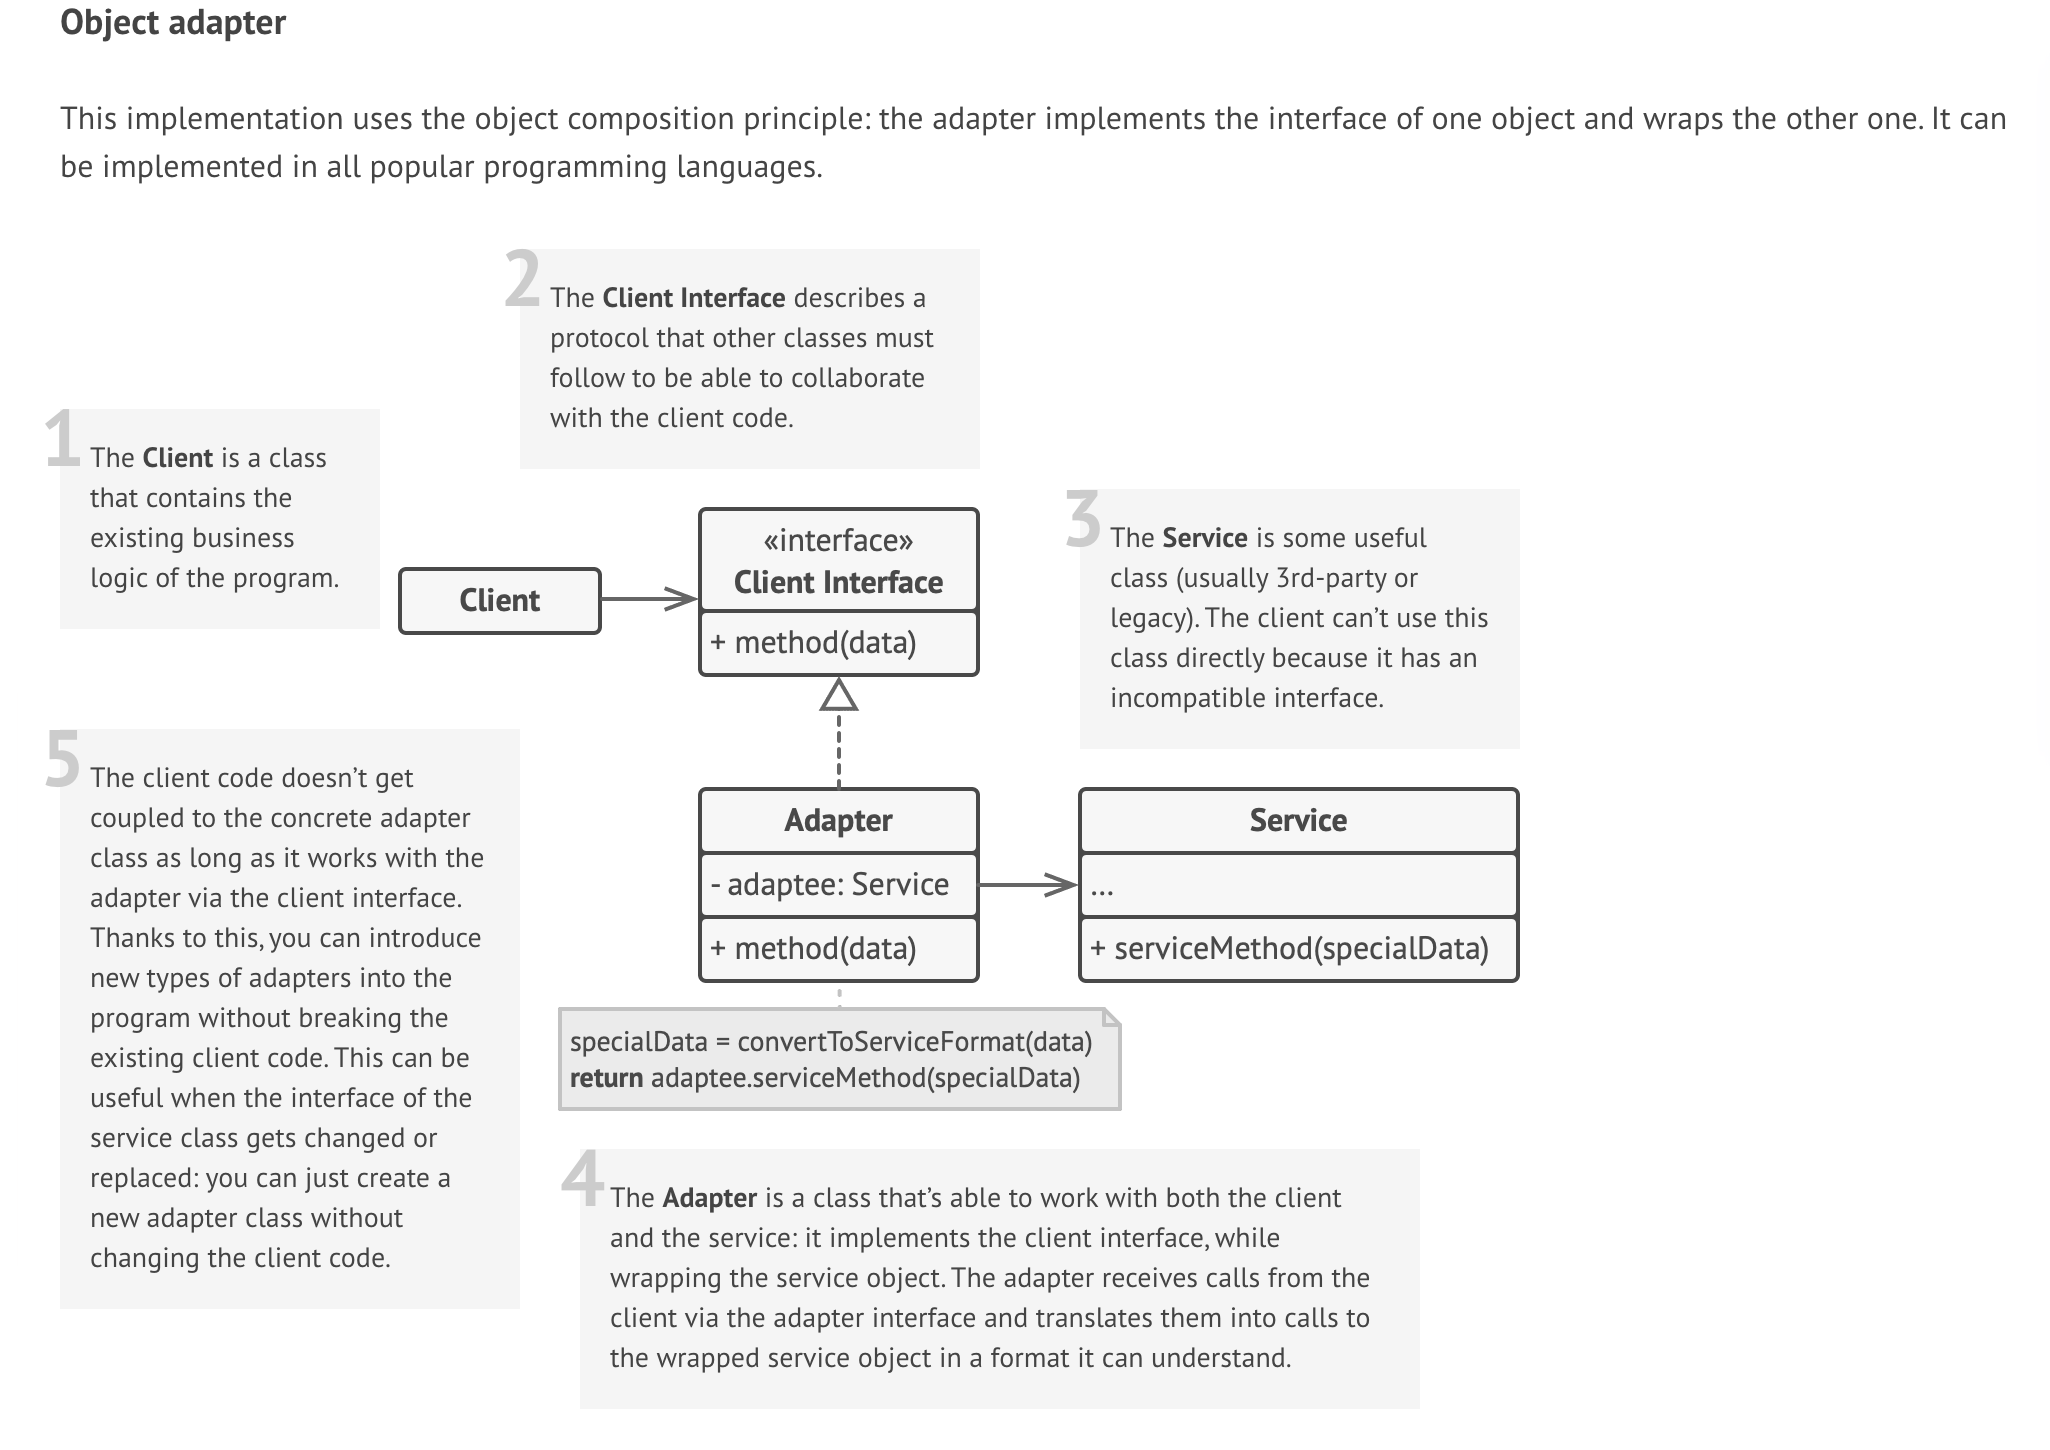 Object adapter
This implementation uses the object composition principle: the adapter implements the interface of one object and wraps the other one. It can
be implemented in all popular programming languages.
2
The Client Interface describes a
protocol that other classes must
follow to be able to collaborate
with the client code.
1
The Client is a class
that contains the
existing business
logic of the program.
Client
«interface»
Client Interface
+ method(data)
3
The Service is some useful
class (usually 3rd-party or
legacy). The client can’t use this
class directly because it has an
incompatible interface.
5
The client code doesn’t get
coupled to the concrete adapter
class as long as it works with the
adapter via the client interface.
Thanks to this, you can introduce
new types of adapters into the
program without breaking the
existing client code. This can be
useful when the interface of the
service class gets changed or
replaced: you can just create a
new adapter class without
changing the client code.
Adapter
- adaptee: Service
+ method(data)
Service
...
+ serviceMethod(specialData)
specialData = convertToServiceFormat(data)
return adaptee.serviceMethod(specialData)
4
The Adapter is a class that’s able to work with both the client
and the service: it implements the client interface, while
wrapping the service object. The adapter receives calls from the
client via the adapter interface and translates them into calls to
the wrapped service object in a format it can understand.